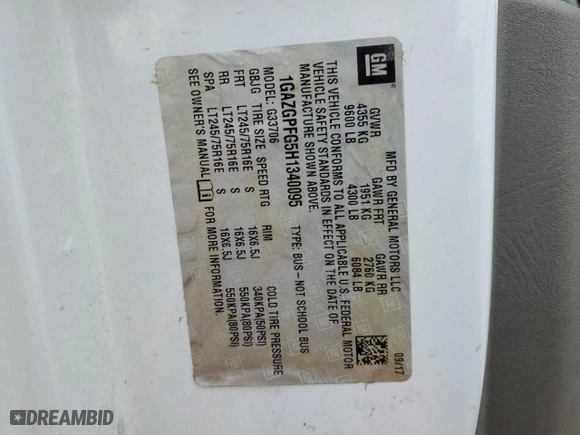 GM
MFD BY GENERAL MOTORS LLC 09/17
GVWR GAWR FRT GAWR RR
4355 KG 1951 KG 2760 KG
9600 LB 4300 LB 6084 LB
THIS VEHICLE CONFORMS TO ALL APPLICABLE U.S. FEDERAL MOTOR
VEHICLE SAFETY STANDARDS IN EFFECT ON THE DATE OF
MANUFACTURE SHOWN ABOVE.
1GAZGPFG5H1340095 TYPE: BUS-NOT SCHOOL BUS
MODEL: G33706
GBJG TIRE SIZE SPEED RTG RIM COLD TIRE PRESSURE
FRT LT245/75R16E S 16X6.5J 340KPA(50PSI)
RR LT245/75R16E S 16X6.5J 550KPA(80PSI)
SPA LT245/75R16E S 16X6.5J 550KPA(80PSI)
SEE OWNER'S MANUAL FOR MORE INFORMATION.
DREAMBID